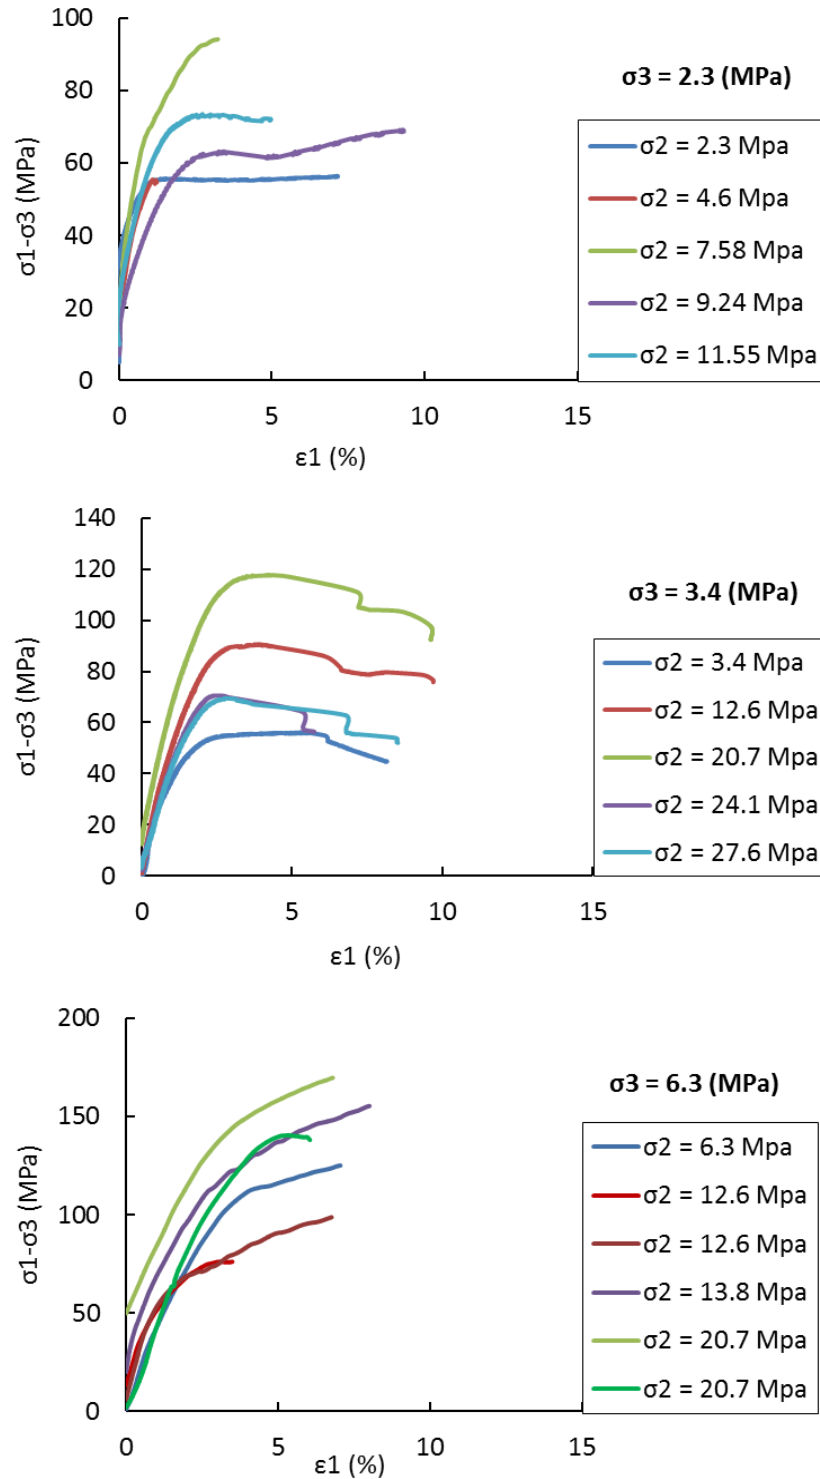 100
80
60
40
20
0
σ1-σ3 (MPa)
0 5 10 15
ε1 (%)
σ3 = 2.3 (MPa)
σ2 = 2.3 Mpa
σ2 = 4.6 Mpa
σ2 = 7.58 Mpa
σ2 = 9.24 Mpa
σ2 = 11.55 Mpa
140
120
100
80
60
40
20
0
σ1-σ3 (MPa)
0 5 10 15
ε1 (%)
σ3 = 3.4 (MPa)
σ2 = 3.4 Mpa
σ2 = 12.6 Mpa
σ2 = 20.7 Mpa
σ2 = 24.1 Mpa
σ2 = 27.6 Mpa
200
150
100
50
0
σ1-σ3 (MPa)
0 5 10 15
ε1 (%)
σ3 = 6.3 (MPa)
σ2 = 6.3 Mpa
σ2 = 12.6 Mpa
σ2 = 12.6 Mpa
σ2 = 13.8 Mpa
σ2 = 20.7 Mpa
σ2 = 20.7 Mpa